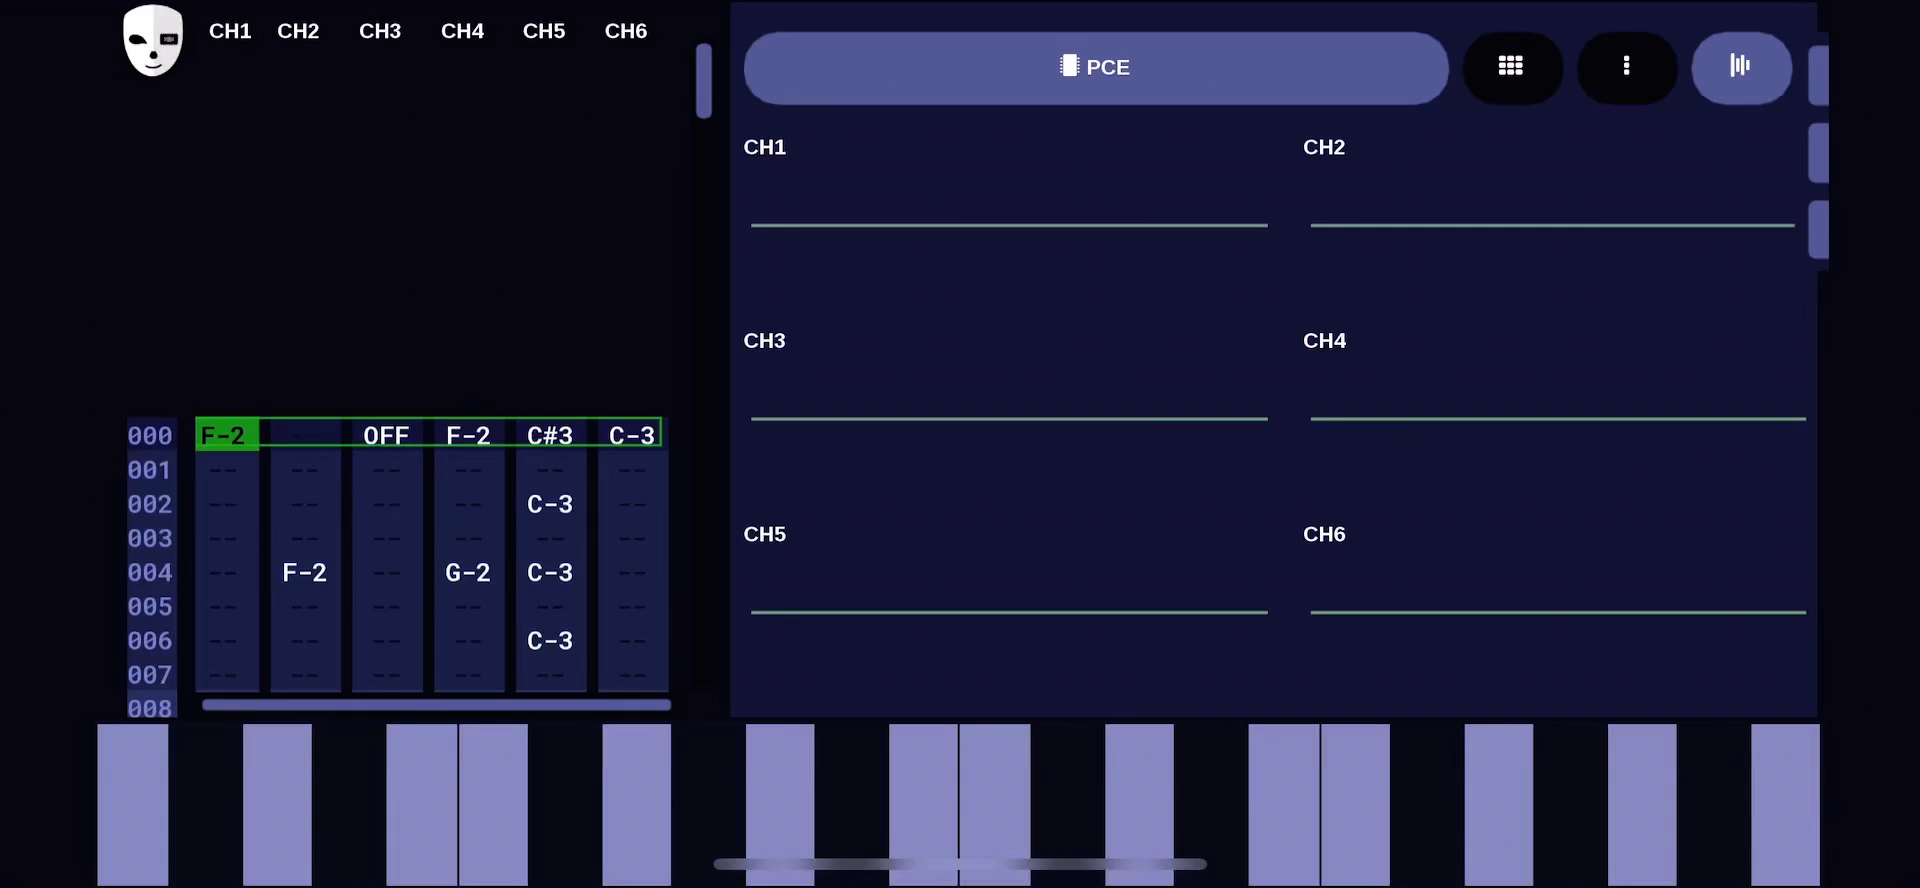 CH1 CH2 CH3 CH4 CH5 CH6
PCE
CH1 CH2
CH3 CH4
CH5 CH6
000 F-2 OFF F-2 C#3 C-3
001 -- -- -- -- -- --
002 -- -- -- -- C-3 --
003 -- -- -- -- -- --
004 -- F-2 -- G-2 C-3 --
005 -- -- -- -- -- --
006 -- -- -- -- C-3 --
007 -- -- -- -- -- --
008